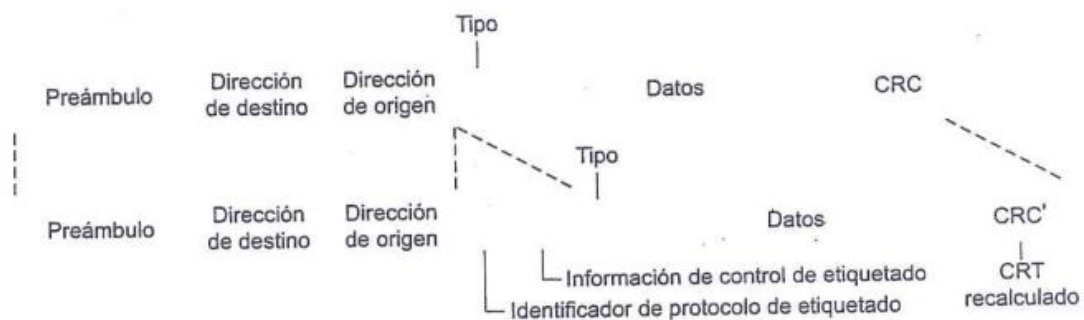 Tipo
Preámbulo
Dirección
de destino
Dirección
de origen
Datos
CRC
Tipo
Preámbulo
Dirección
de destino
Dirección
de origen
Datos
CRC'
Información de control de etiquetado
Identificador de protocolo de etiquetado
CRT
recalculado